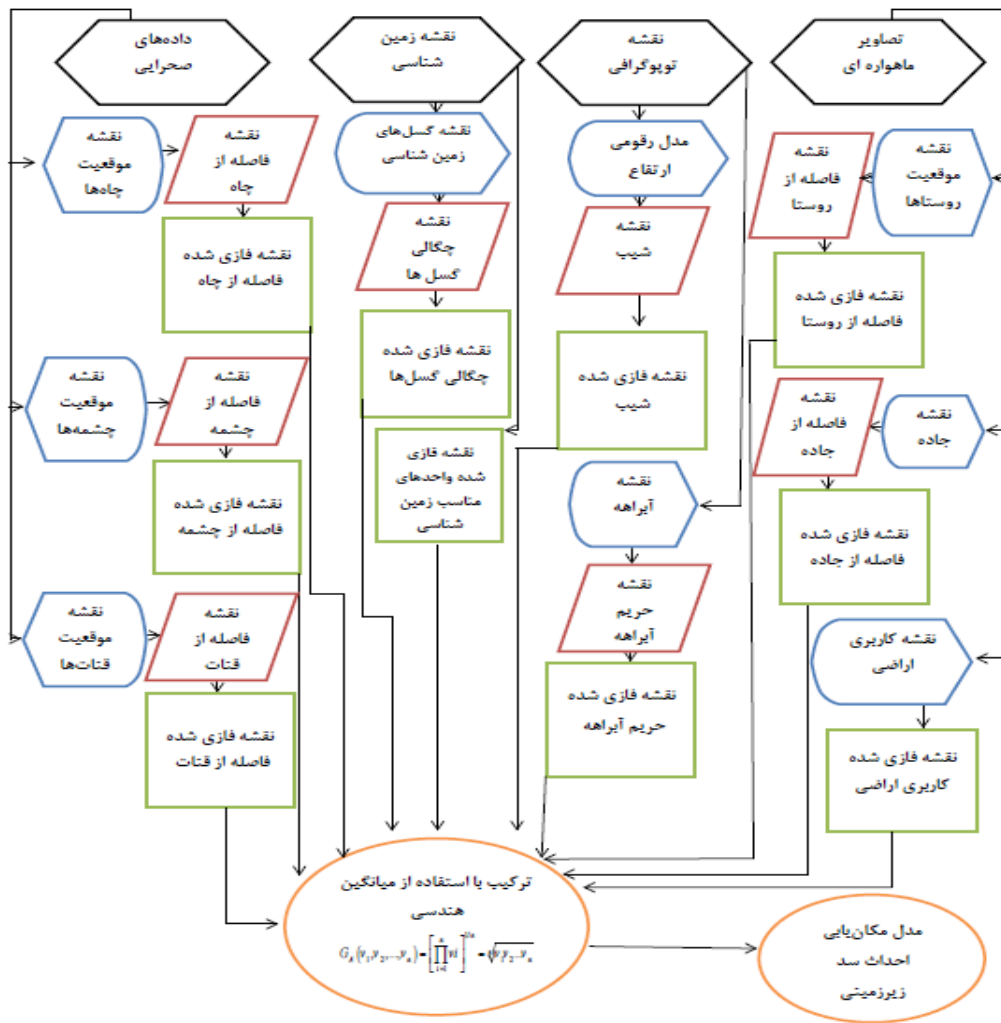 داده‌های
صحرایی
نقشه زمین
شناسی
نقشه
توپوگرافی
تصاویر
ماهواره ای
نقشه
موقعیت
چاه‌ها
نقشه
فاصله از
چاه
نقشه گسل‌های
زمین شناسی
مدل رقومی
ارتفاع
نقشه
فاصله از
روستا
نقشه
موقعیت
روستاها
نقشه فازی شده
فاصله از چاه
نقشه
چگالی
گسل ها
نقشه
شیب
نقشه فازی شده
فاصله از روستا
نقشه
موقعیت
چشمه‌ها
نقشه
فاصله از
چشمه
نقشه فازی شده
چگالی گسل‌ها
نقشه فازی شده
شیب
نقشه
فاصله از
جاده
نقشه
جاده
نقشه فازی شده
فاصله از چشمه
نقشه فازی
شده واحدهای
مناسب زمین
شناسی
نقشه
آبراهه
نقشه فازی شده
فاصله از جاده
نقشه
موقعیت
قنات‌ها
نقشه
فاصله از
قنات
نقشه
حریم
آبراهه
نقشه کاربری
اراضی
نقشه فازی شده
فاصله از قنات
نقشه فازی شده
حریم آبراهه
نقشه فازی شده
کاربری اراضی
ترکیب با استفاده از میانگین
هندسی
مدل مکان‌یابی
احداث سد
زیرزمینی